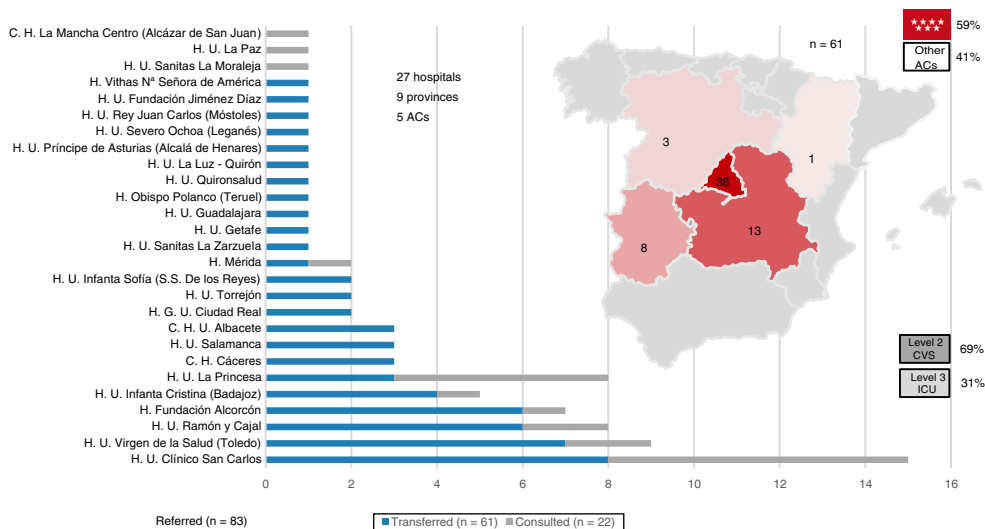 C. H. La Mancha Centro (Alcázar de San Juan)
H. U. La Paz
H. U. Sanitas La Moraleja
H. Vithas Nª Señora de América
H. U. Fundación Jiménez Díaz
H. U. Rey Juan Carlos (Móstoles)
H. U. Severo Ochoa (Leganés)
H. U. Príncipe de Asturias (Alcalá de Henares)
H. U. La Luz - Quirón
H. U. Quironsalud
H. Obispo Polanco (Teruel)
H. U. Guadalajara
H. U. Getafe
H. U. Sanitas La Zarzuela
H. Mérida
H. U. Infanta Sofía (S.S. De los Reyes)
H. U. Torrejón
H. G. U. Ciudad Real
C. H. U. Albacete
H. U. Salamanca
C. H. Cáceres
H. U. La Princesa
H. U. Infanta Cristina (Badajoz)
H. Fundación Alcorcón
H. U. Ramón y Cajal
H. U. Virgen de la Salud (Toledo)
H. U. Clínico San Carlos
0 2 4 6 8 10 12 14 16
27 hospitals
9 provinces
5 ACs
n = 61
3
1
36
13
8
59%
Other
ACs
41%
Level 2
CVS
69%
Level 3
ICU
31%
Referred (n = 83)
Transferred (n = 61) Consulted (n = 22)